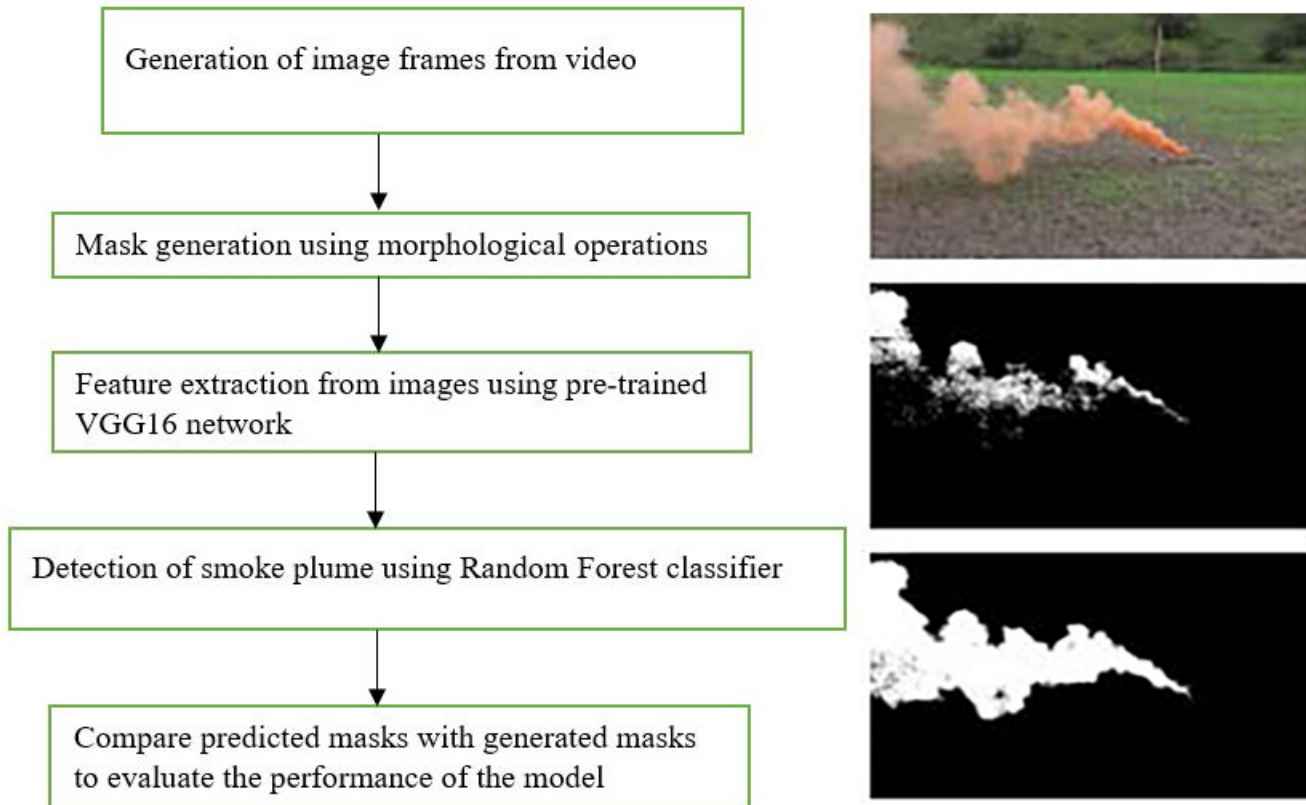 Generation of image frames from video
Mask generation using morphological operations
Feature extraction from images using pre-trained
VGG16 network
Detection of smoke plume using Random Forest classifier
Compare predicted masks with generated masks
to evaluate the performance of the model